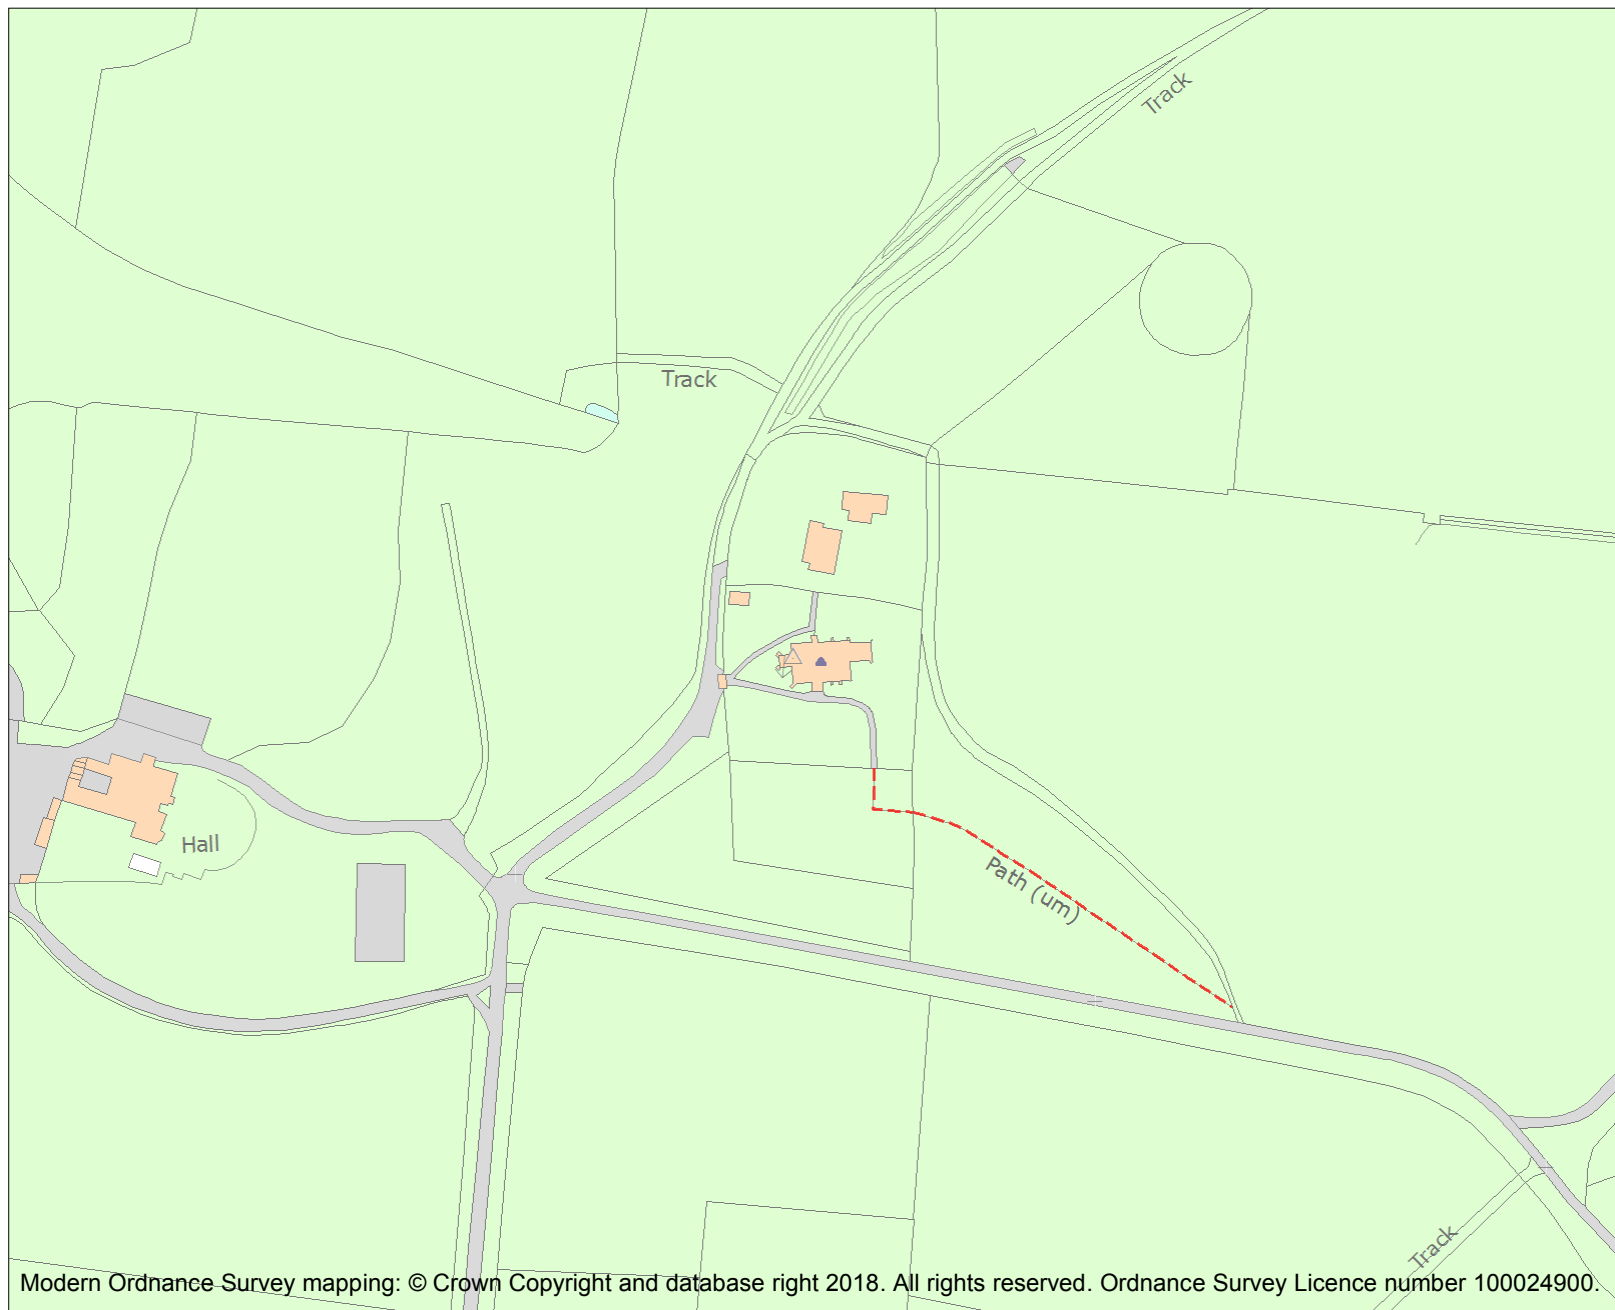 Track
Track
Hall
Path (um)
Track
Modern Ordnance Survey mapping: © Crown Copyright and database right 2018. All rights reserved. Ordnance Survey Licence number 100024900.